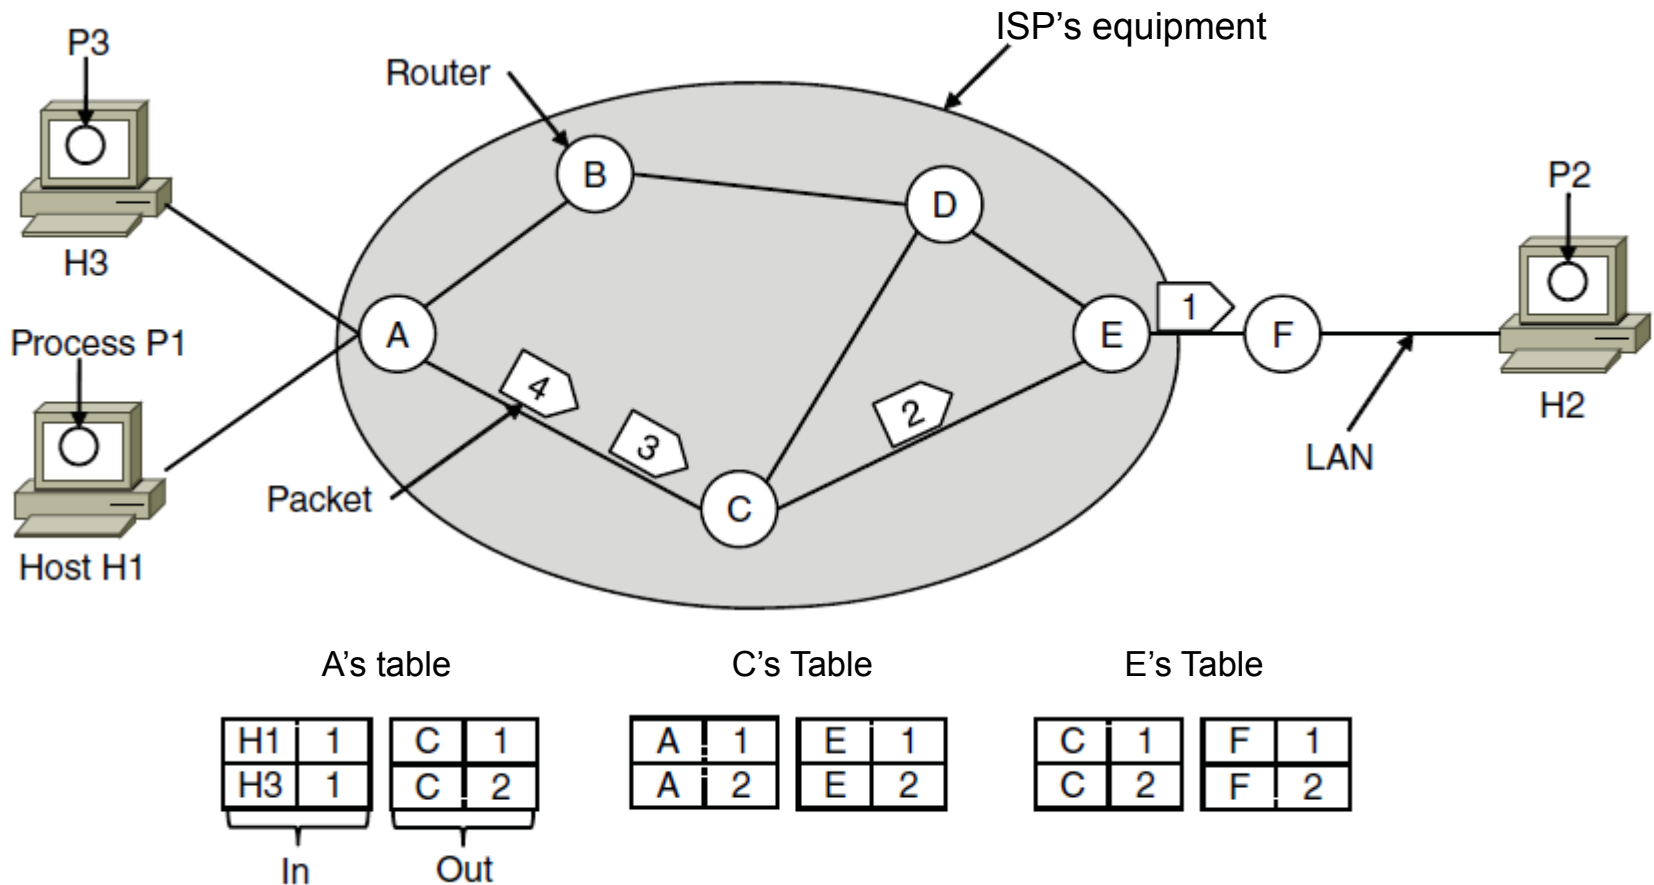 ISP’s equipment
P3
Router
B
P2
D
H3
1
Process P1
A
E
F
4
2
3
H2
LAN
Packet
C
Host H1
A’s table
C’s Table
E’s Table
H1 1 C 1 A 1 E 1 C 1 F 1
H3 1 C 2 A 2 E 2 C 2 F 2
In
Out